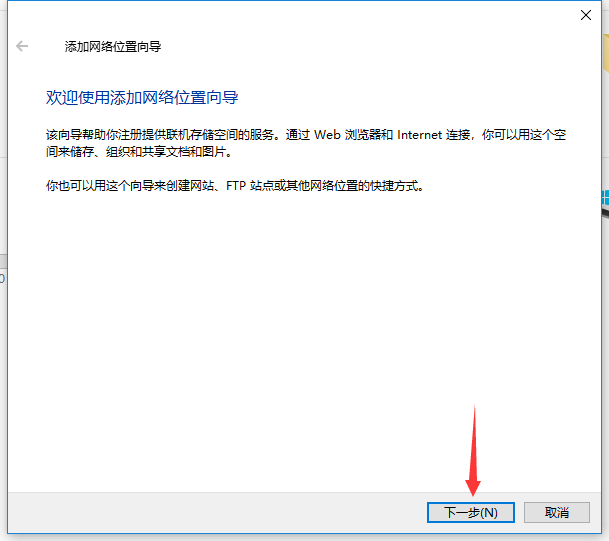 添加网络位置向导
欢迎使用添加网络位置向导
该向导帮助你注册提供联机存储空间的服务。通过 Web 浏览器和 Internet 连接，你可以用这个空
间来储存、组织和共享文档和图片。
你也可以用这个向导来创建网站、FTP 站点或其他网络位置的快捷方式。
0
下一步(N)
取消